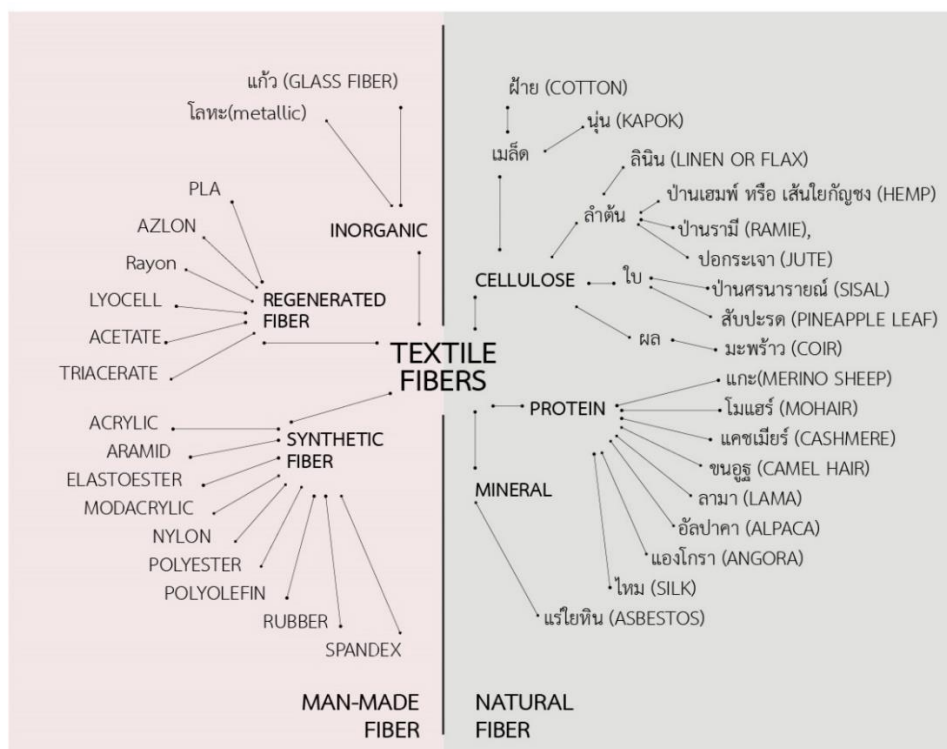 แก้ว (GLASS FIBER)
โลหะ(metallic)
INORGANIC
PLA
AZLON
Rayon
LYOCELL
ACETATE
TRIACERATE
REGENERATED
FIBER
TEXTILE
FIBERS
ACRYLIC
ARAMID
ELASTOESTER
MODACRYLIC
NYLON
POLYESTER
POLYOLEFIN
RUBBER
SPANDEX
SYNTHETIC
FIBER
MAN-MADE
FIBER
ฝ้าย (COTTON)
นุ่น (KAPOK)
เมล็ด
ลินิน (LINEN OR FLAX)
ป่านเฮมพ์ หรือ เส้นใยกัญชง (HEMP)
ลำต้น
ป่านรามี (RAMIE),
ปอกระเจา (JUTE)
CELLULOSE
ใบ
ป่านศรนารายณ์ (SISAL)
สับปะรด (PINEAPPLE LEAF)
ผล
มะพร้าว (COIR)
PROTEIN
แกะ(MERINO SHEEP)
โมแฮร์ (MOHAIR)
แคชเมียร์ (CASHMERE)
ขนอูฐ (CAMEL HAIR)
ลามา (LAMA)
อัลปาคา (ALPACA)
แองโกรา (ANGORA)
ไหม (SILK)
MINERAL
แร่ใยหิน (ASBESTOS)
NATURAL
FIBER